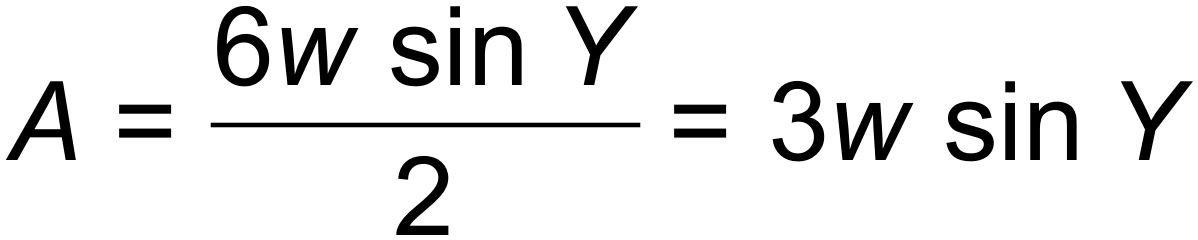 A = 6w sin Y / 2 = 3w sin Y